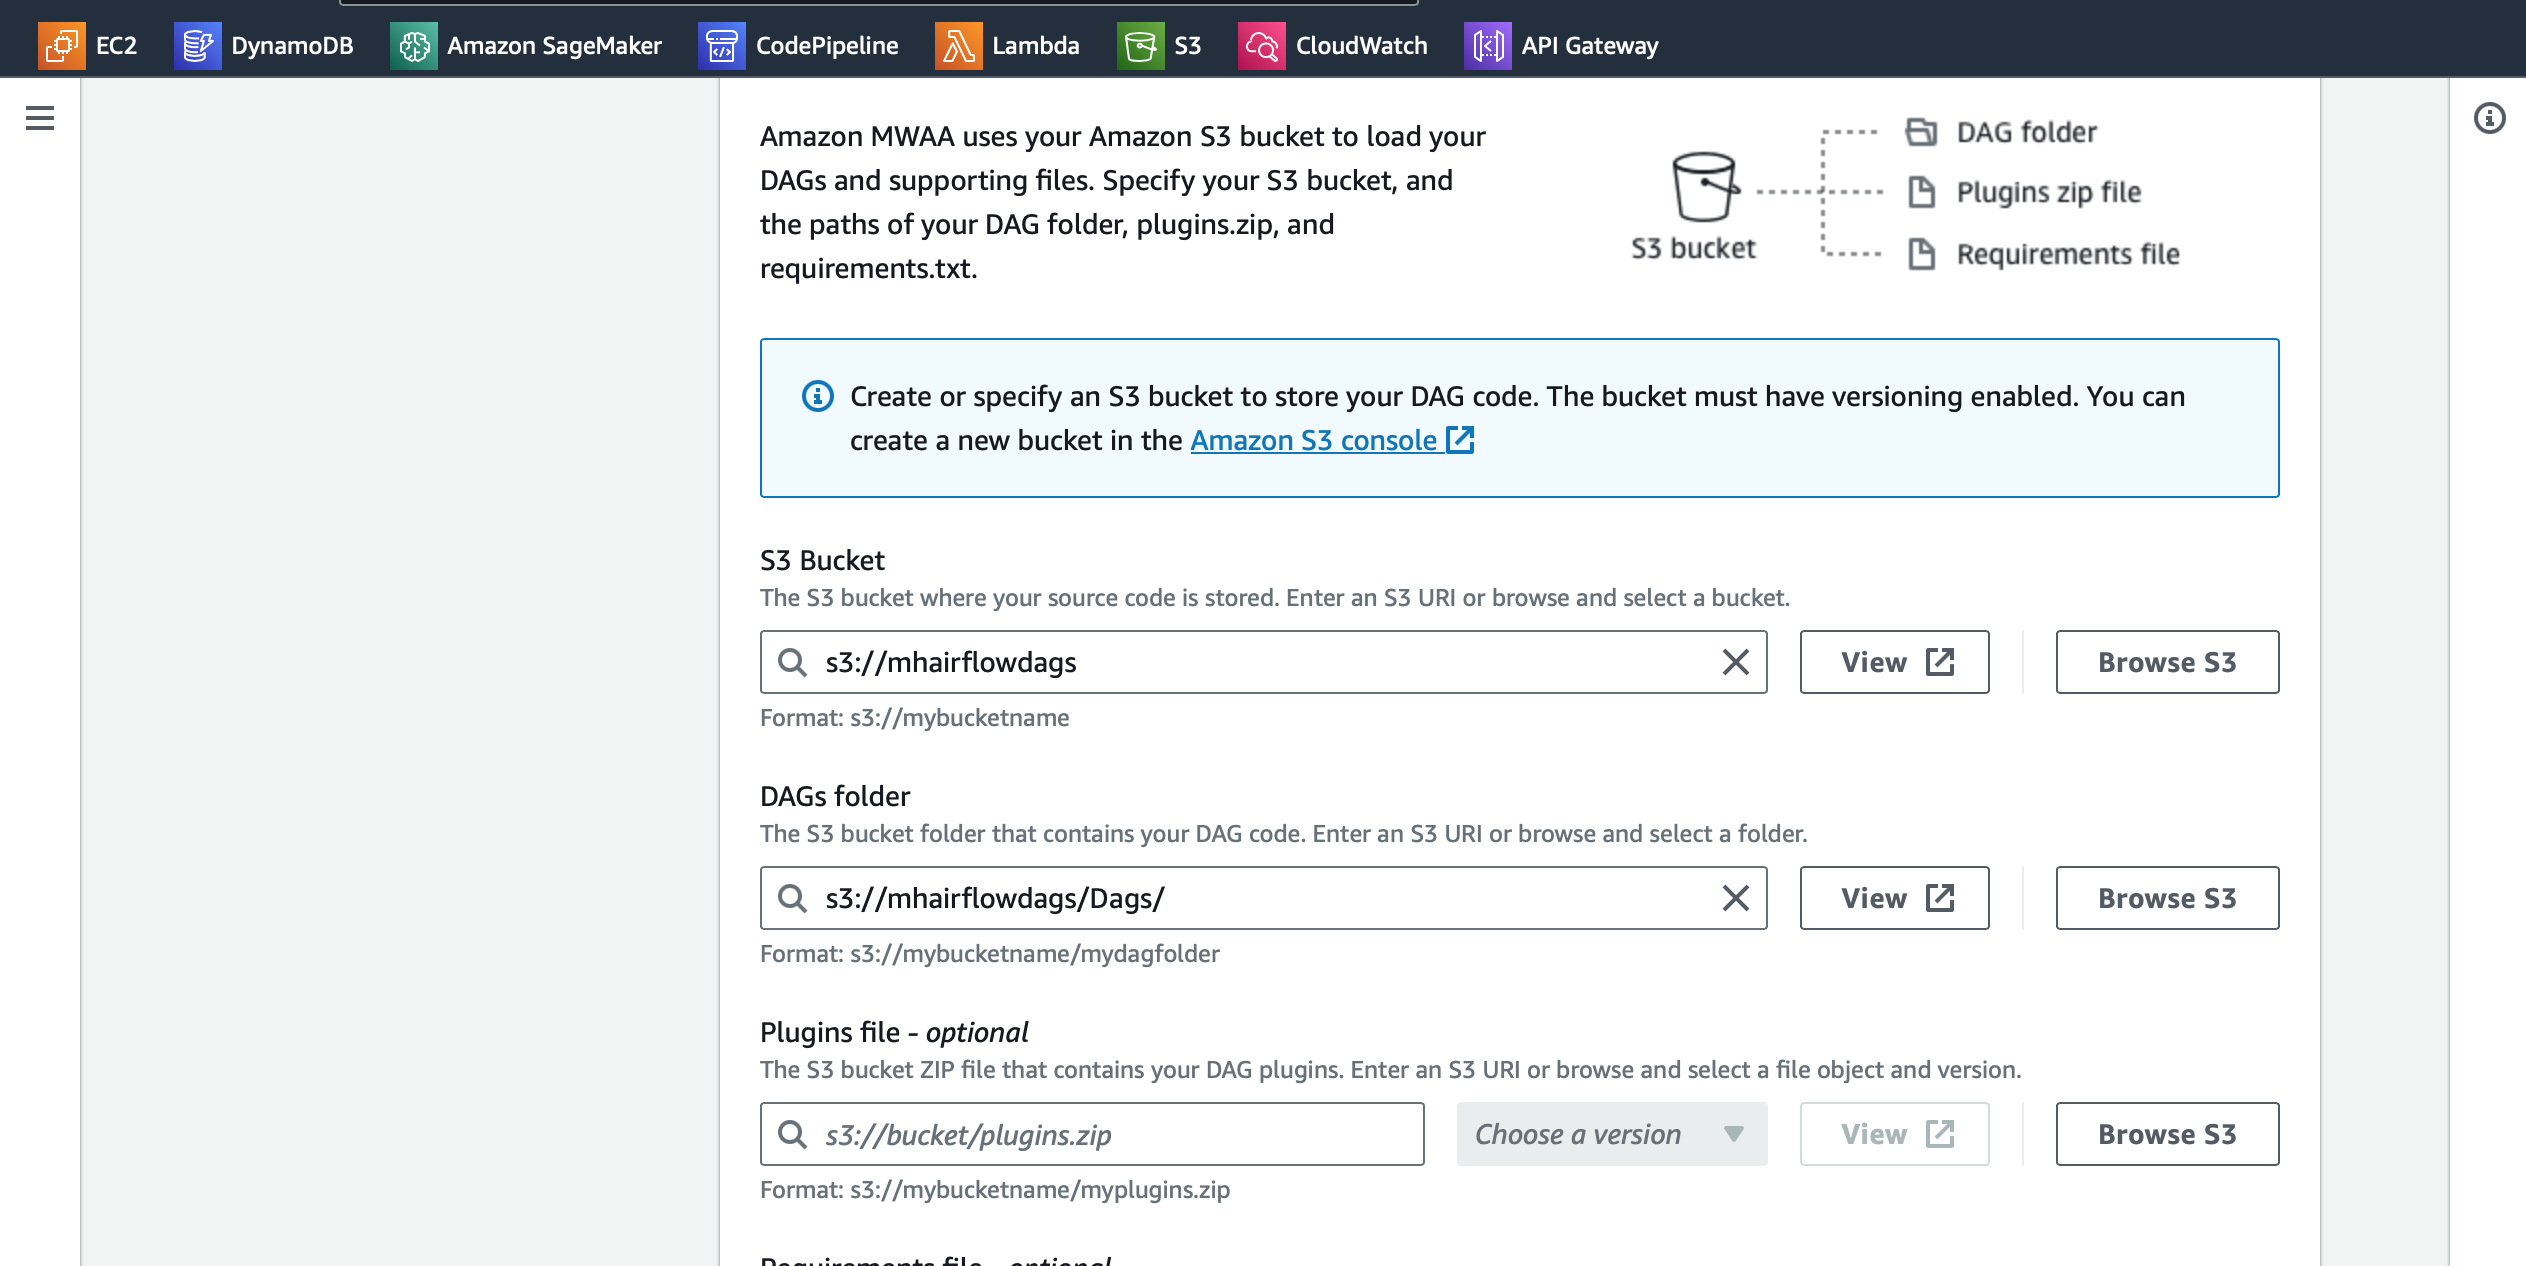 EC2 DynamoDB Amazon SageMaker CodePipeline Lambda S3 CloudWatch API Gateway
Amazon MWAA uses your Amazon S3 bucket to load your
DAGs and supporting files. Specify your S3 bucket, and
the paths of your DAG folder, plugins.zip, and
requirements.txt.
S3 bucket
DAG folder
Plugins zip file
Requirements file
Create or specify an S3 bucket to store your DAG code. The bucket must have versioning enabled. You can
create a new bucket in the Amazon S3 console
S3 Bucket
The S3 bucket where your source code is stored. Enter an S3 URI or browse and select a bucket.
s3://mhairflowdags View Browse S3
Format: s3://mybucketname
DAGs folder
The S3 bucket folder that contains your DAG code. Enter an S3 URI or browse and select a folder.
s3://mhairflowdags/Dags/ View Browse S3
Format: s3://mybucketname/mydagfolder
Plugins file - optional
The S3 bucket ZIP file that contains your DAG plugins. Enter an S3 URI or browse and select a file object and version.
s3://bucket/plugins.zip Choose a version View Browse S3
Format: s3://mybucketname/myplugins.zip
Requirements file - optional